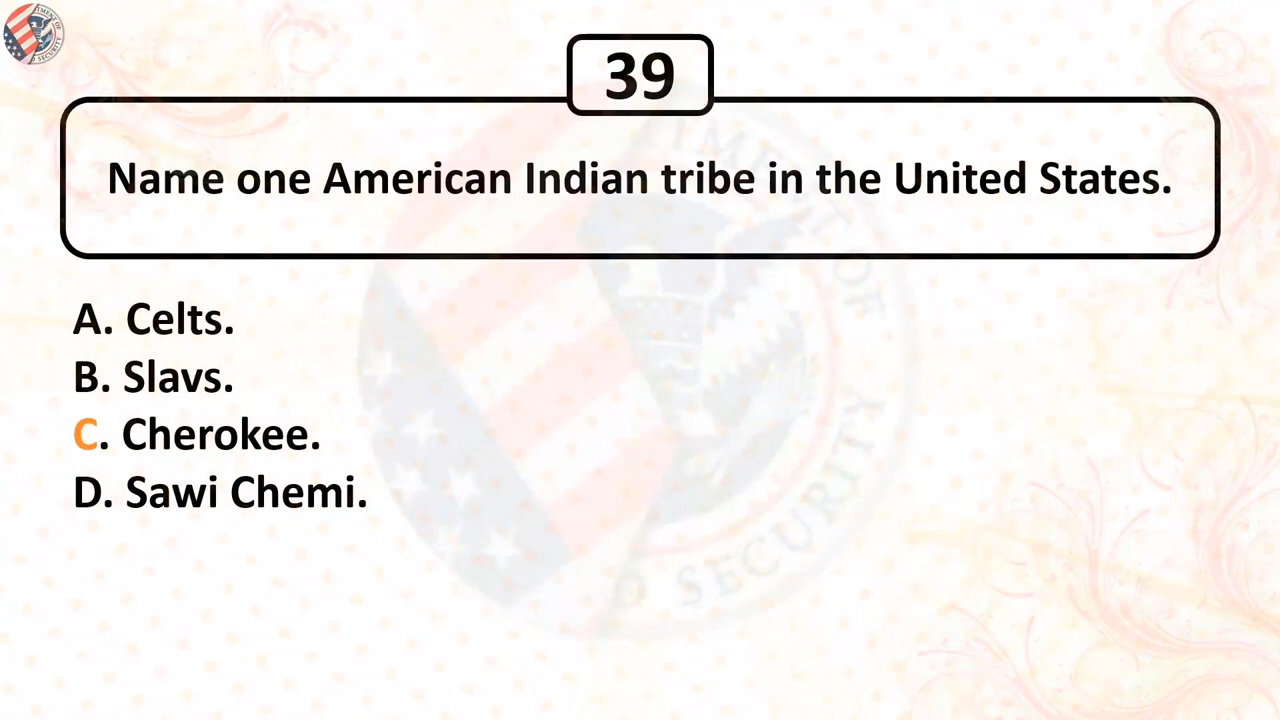 39
Name one American Indian tribe in the United States.
A. Celts.
B. Slavs.
C. Cherokee.
D. Sawi Chemi.